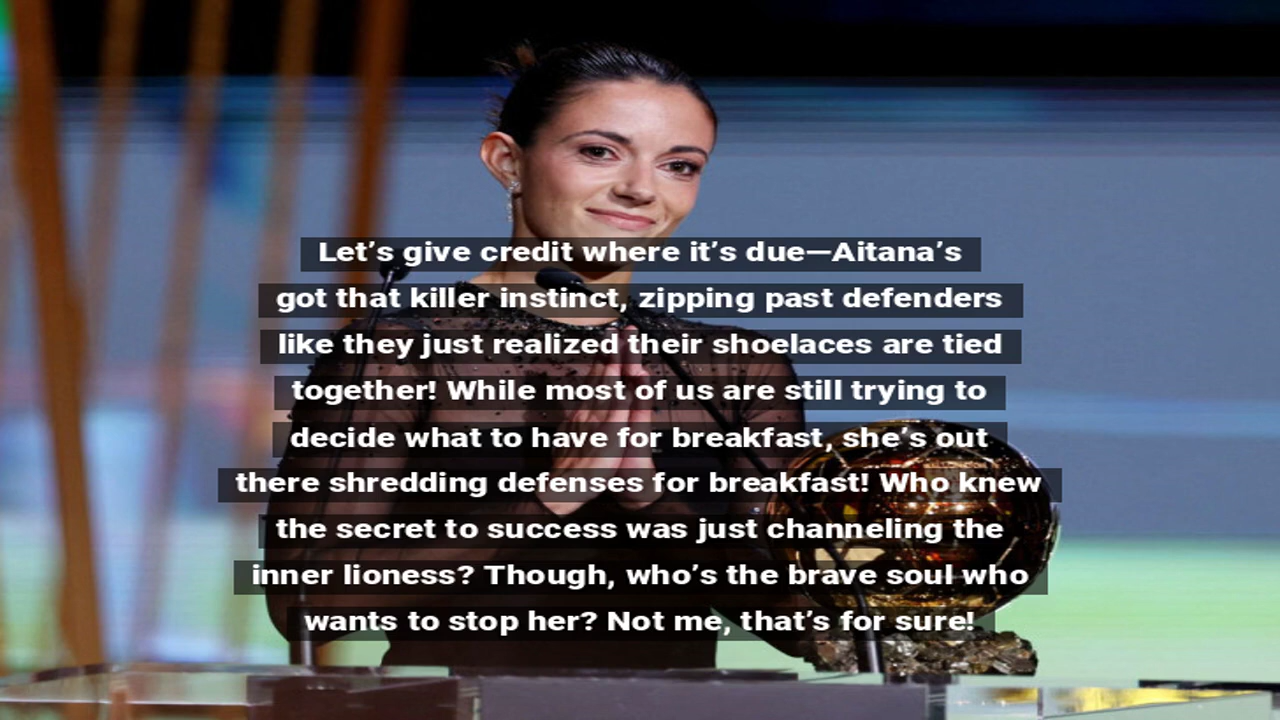 Let’s give credit where it’s due—Aitana’s
got that killer instinct, zipping past defenders
like they just realized their shoelaces are tied
together! While most of us are still trying to
decide what to have for breakfast, she’s out
there shredding defenses for breakfast! Who knew
the secret to success was just channeling the
inner lioness? Though, who’s the brave soul who
wants to stop her? Not me, that’s for sure!